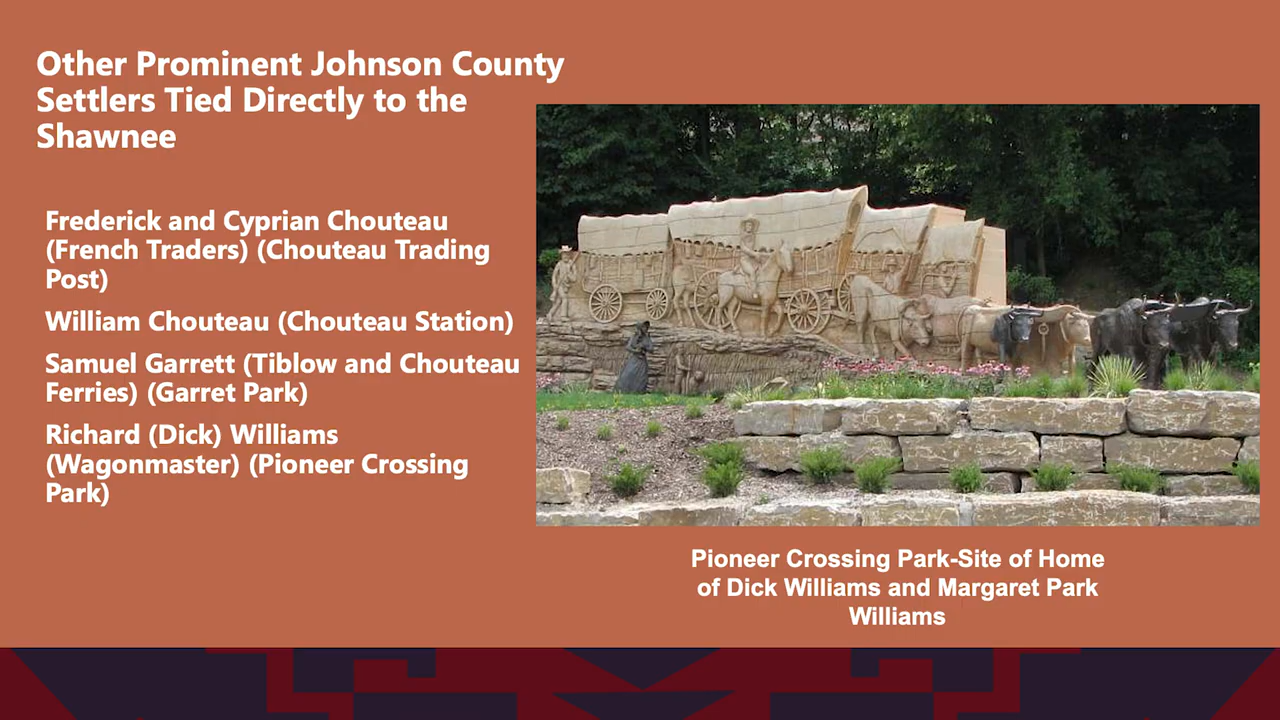 Other Prominent Johnson County
Settlers Tied Directly to the
Shawnee
Frederick and Cyprian Chouteau
(French Traders) (Chouteau Trading
Post)
William Chouteau (Chouteau Station)
Samuel Garrett (Tiblow and Chouteau
Ferries) (Garret Park)
Richard (Dick) Williams
(Wagonmaster) (Pioneer Crossing
Park)
Pioneer Crossing Park-Site of Home
of Dick Williams and Margaret Park
Williams